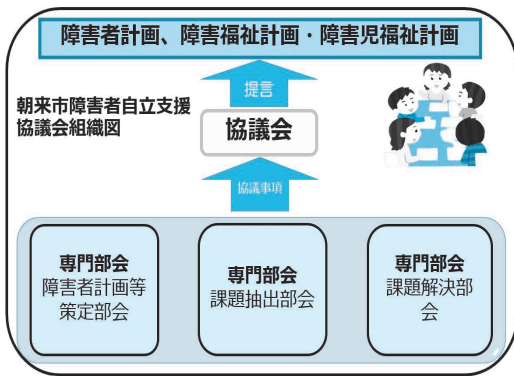 障害者計画、障害福祉計画・障害児福祉計画
提言
朝来市障害者自立支援
協議会組織図
協議会
協議事項
専門部会
障害者計画等
策定部会
専門部会
課題抽出部会
専門部会
課題解決部
会